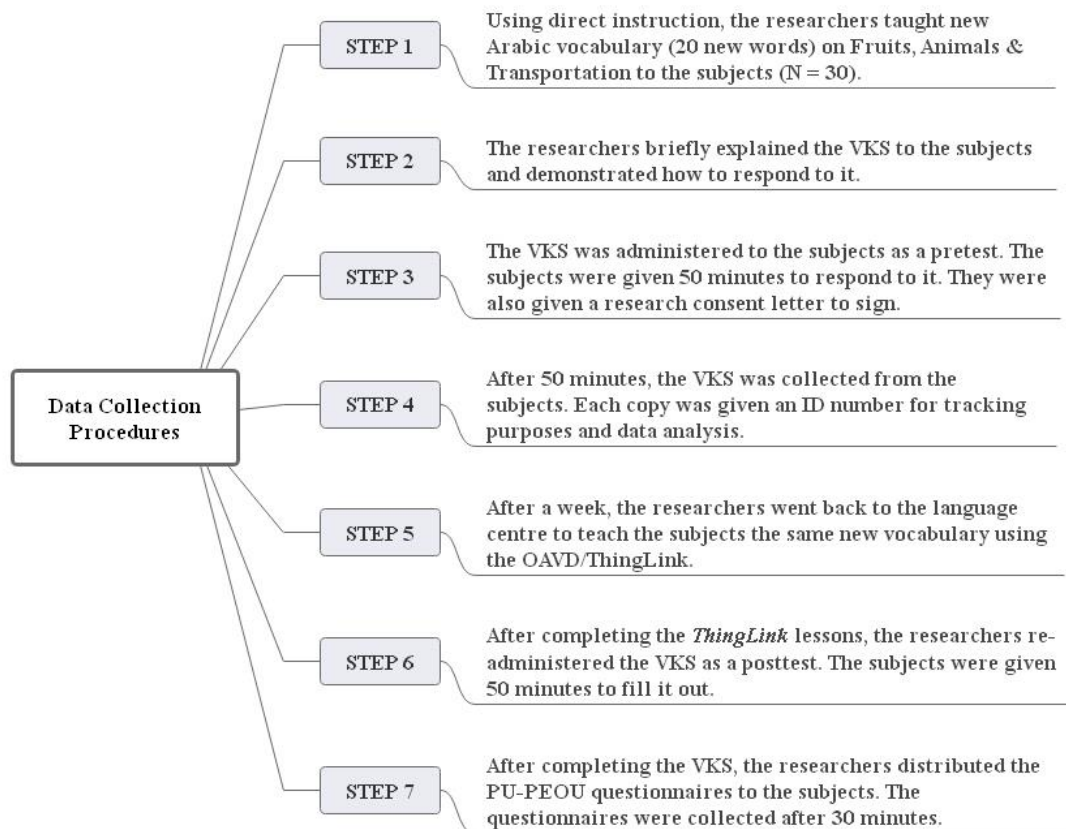 STEP 1
Using direct instruction, the researchers taught new
Arabic vocabulary (20 new words) on Fruits, Animals &
Transportation to the subjects (N = 30).
STEP 2
The researchers briefly explained the VKS to the subjects
and demonstrated how to respond to it.
STEP 3
The VKS was administered to the subjects as a pretest. The
subjects were given 50 minutes to respond to it. They were
also given a research consent letter to sign.
Data Collection
Procedures
STEP 4
After 50 minutes, the VKS was collected from the
subjects. Each copy was given an ID number for tracking
purposes and data analysis.
STEP 5
After a week, the researchers went back to the language
centre to teach the subjects the same new vocabulary using
the OAVD/ThingLink.
STEP 6
After completing the ThingLink lessons, the researchers re-
administered the VKS as a posttest. The subjects were given
50 minutes to fill it out.
STEP 7
After completing the VKS, the researchers distributed the
PU-PEOU questionnaires to the subjects. The
questionnaires were collected after 30 minutes.